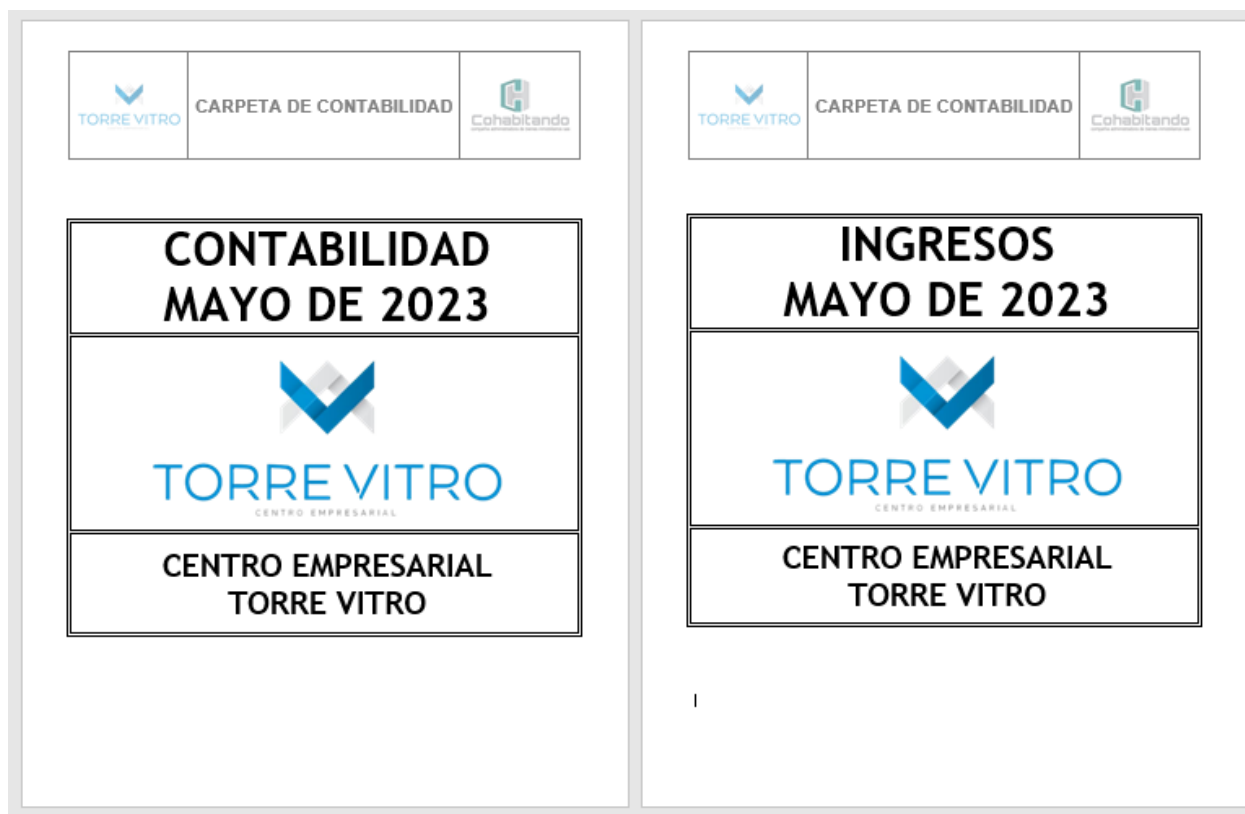 TORRE VITRO
CARPETA DE CONTABILIDAD
Cohabitando
CONTABILIDAD
MAYO DE 2023
TORRE VITRO
CENTRO EMPRESARIAL
CENTRO EMPRESARIAL
TORRE VITRO
TORRE VITRO
CARPETA DE CONTABILIDAD
Cohabitando
INGRESOS
MAYO DE 2023
TORRE VITRO
CENTRO EMPRESARIAL
CENTRO EMPRESARIAL
TORRE VITRO